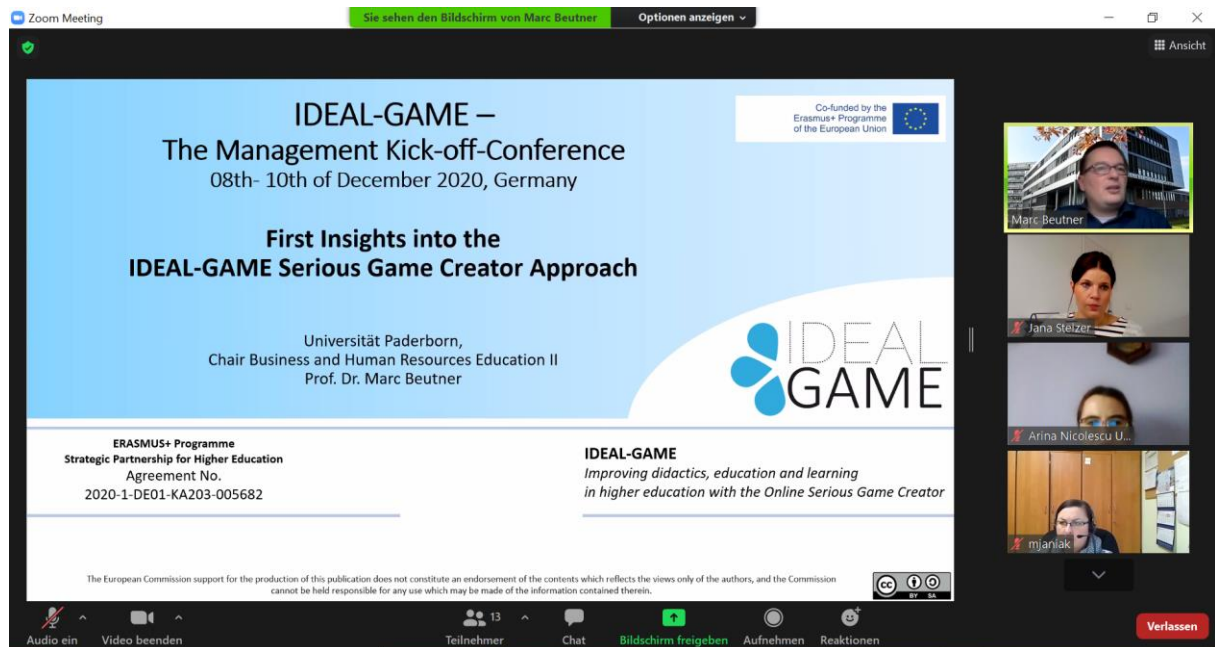 Zoom Meeting
Sie sehen den Bildschirm von Marc Beutner
Optionen anzeigen
Ansicht
IDEAL-GAME –
The Management Kick-off-Conference
08th- 10th of December 2020, Germany
Co-funded by the
Erasmus+ Programme
of the European Union
First Insights into the
IDEAL-GAME Serious Game Creator Approach
Universität Paderborn,
Chair Business and Human Resources Education II
Prof. Dr. Marc Beutner
IDEAL
GAME
ERASMUS+ Programme
Strategic Partnership for Higher Education
Agreement No.
2020-1-DE01-KA203-005682
IDEAL-GAME
Improving didactics, education and learning
in higher education with the Online Serious Game Creator
The European Commission support for the production of this publication does not constitute an endorsement of the contents which reflects the views only of the authors, and the Commission
cannot be held responsible for any use which may be made of the information contained therein.
cc
BY SA
Marc Beutner
Jana Stelzer
Arina Nicolescu U...
mjaniak
Audio ein
Video beenden
13
Teilnehmer
Chat
Bildschirm freigeben
Aufnehmen
Reaktionen
Verlassen